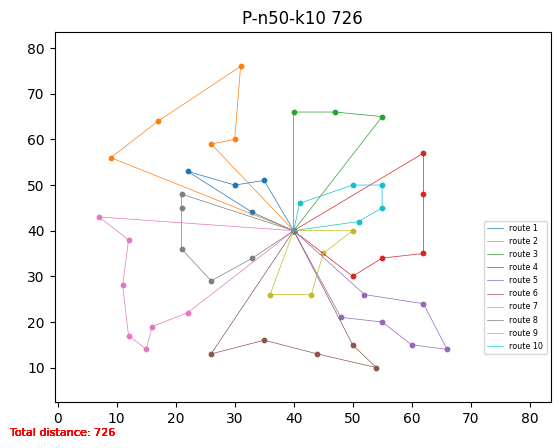 P-n50-k10 726
80
70
60
50
40
30
20
10
0 10 20 30 40 50 60 70 80
route 1
route 2
route 3
route 4
route 5
route 6
route 7
route 8
route 9
route 10
Total distance: 726